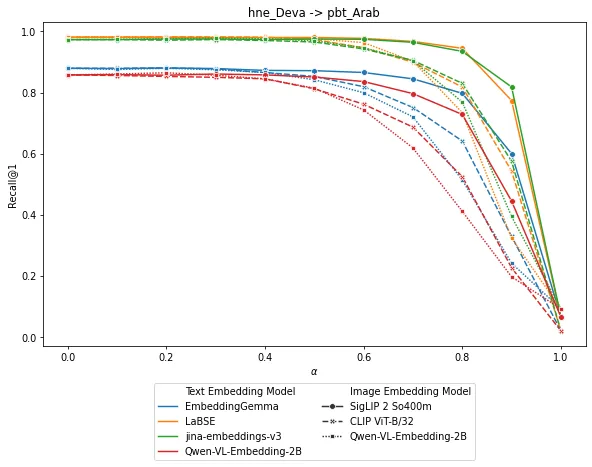 hne_Deva -> pbt_Arab
Recall@1
1.0
0.8
0.6
0.4
0.2
0.0
0.0 0.2 0.4 0.6 0.8 1.0
α
Text Embedding Model
EmbeddingGemma
LaBSE
jina-embeddings-v3
Qwen-VL-Embedding-2B
Image Embedding Model
SigLIP 2 So400m
CLIP ViT-B/32
Qwen-VL-Embedding-2B